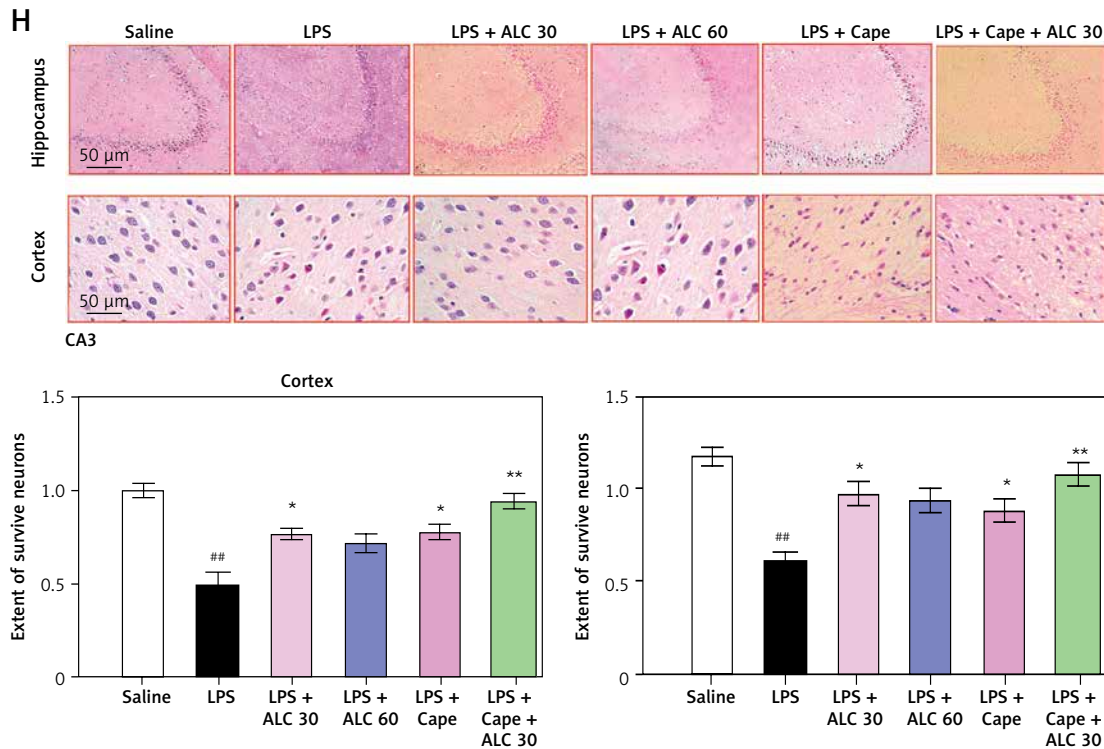 H
Saline
LPS
LPS + ALC 30
LPS + ALC 60
LPS + Cape
LPS + Cape + ALC 30
Hippocampus
50 µm
Cortex
50 µm
CA3
Cortex
Extent of survive neurons
1.5
1.0
0.5
0
##
*
*
**
Saline
LPS
LPS +
ALC 30
LPS +
ALC 60
LPS +
Cape
LPS +
Cape +
ALC 30
Extent of survive neurons
1.5
1.0
0.5
0
##
*
*
**
Saline
LPS
LPS +
ALC 30
LPS +
ALC 60
LPS +
Cape
LPS +
Cape +
ALC 30